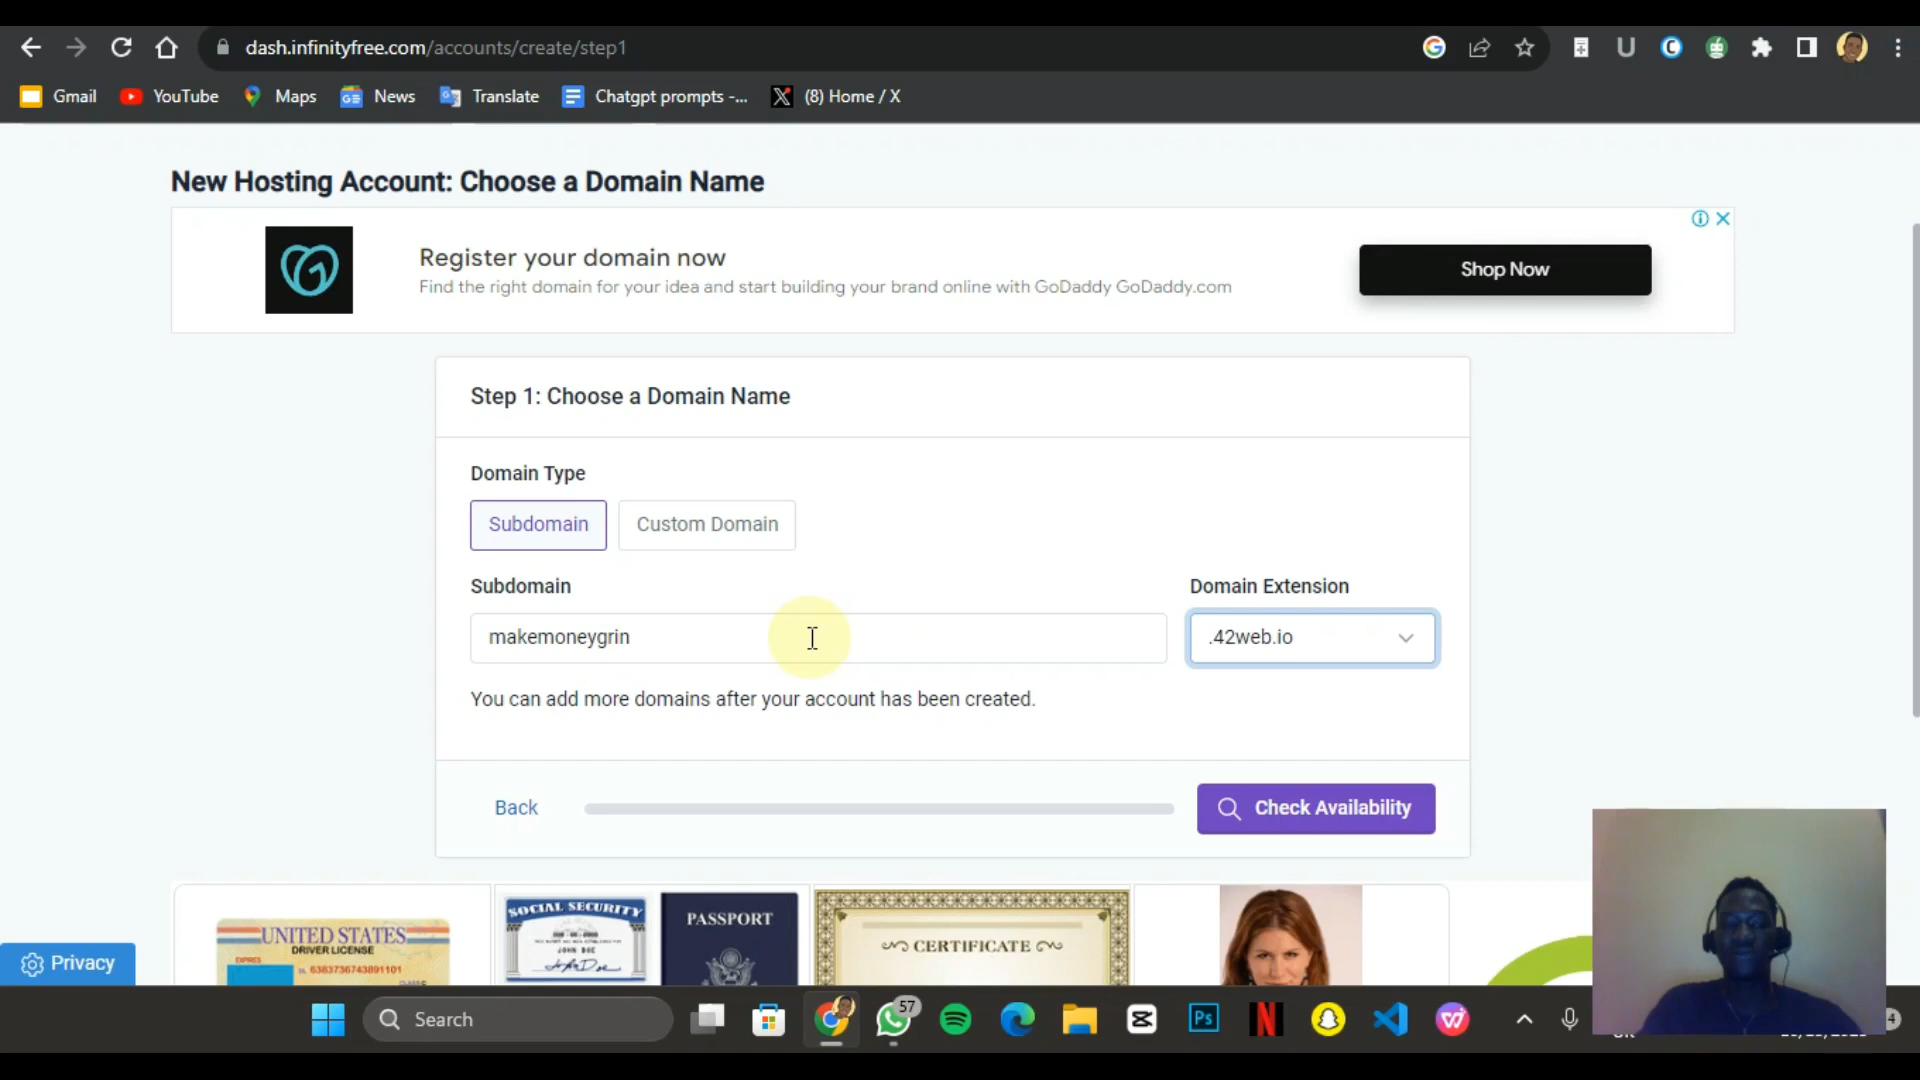 dash.infinityfree.com/accounts/create/step1
Gmail
YouTube
Maps
News
Translate
Chatgpt prompts -...
(8) Home / X
New Hosting Account: Choose a Domain Name
Register your domain now
Find the right domain for your idea and start building your brand online with GoDaddy GoDaddy.com
Shop Now
Step 1: Choose a Domain Name
Domain Type
Subdomain
Custom Domain
Subdomain
Domain Extension
makemoneygrin
.42web.io
You can add more domains after your account has been created.
Back
Check Availability
UNITED STATES
DRIVER LICENSE
SOCIAL SECURITY
JOHN DOE
PASSPORT
CERTIFICATE
Privacy
Search
57
Ps
4